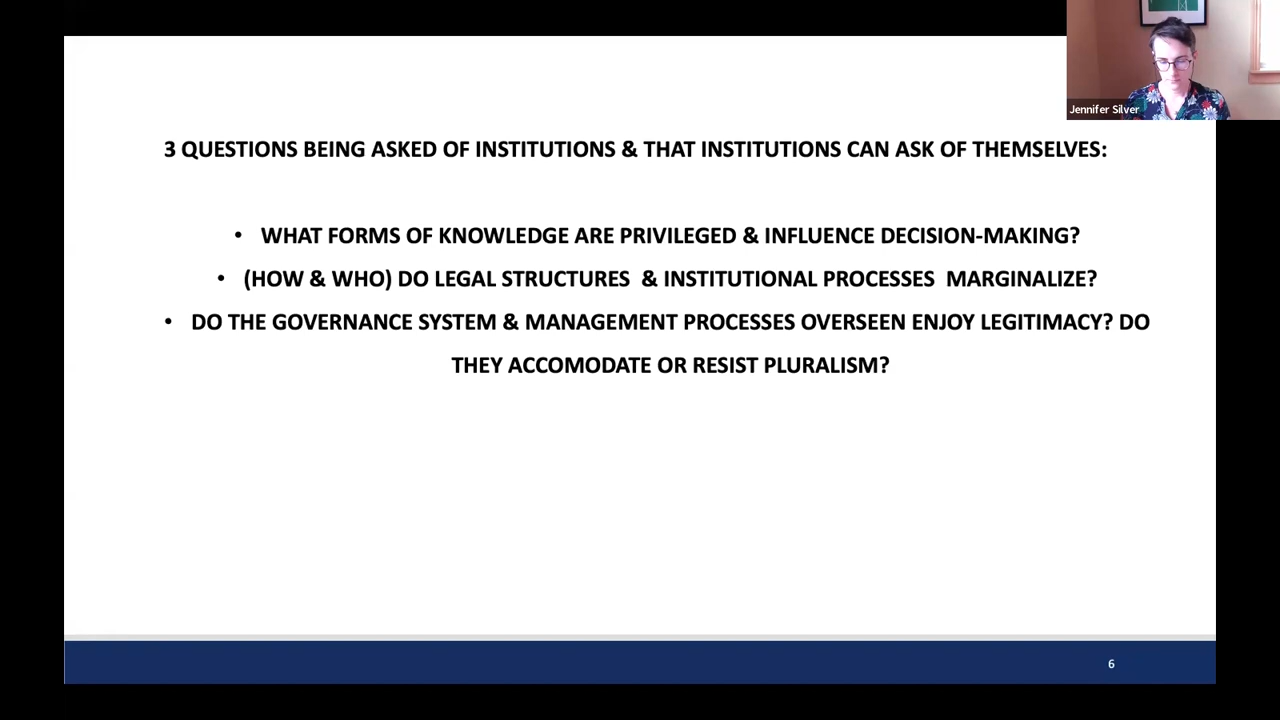 Jennifer Silver
3 QUESTIONS BEING ASKED OF INSTITUTIONS & THAT INSTITUTIONS CAN ASK OF THEMSELVES:
• WHAT FORMS OF KNOWLEDGE ARE PRIVILEGED & INFLUENCE DECISION-MAKING?
• (HOW & WHO) DO LEGAL STRUCTURES & INSTITUTIONAL PROCESSES MARGINALIZE?
• DO THE GOVERNANCE SYSTEM & MANAGEMENT PROCESSES OVERSEEN ENJOY LEGITIMACY? DO
THEY ACCOMODATE OR RESIST PLURALISM?
6